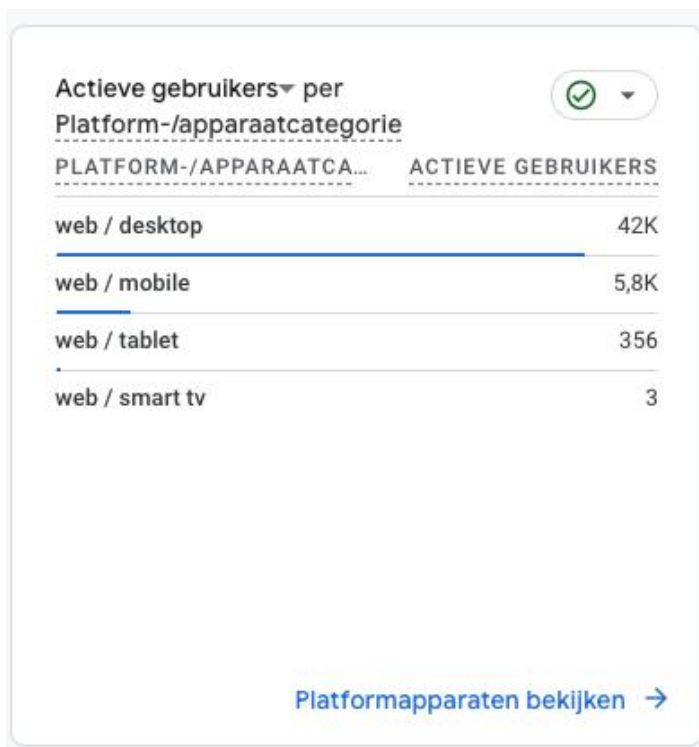 Actieve gebruikers per
Platform-/apparaatcategorie
PLATFORM-/APPARAATCA... ACTIEVE GEBRUIKERS
web / desktop 42K
web / mobile 5,8K
web / tablet 356
web / smart tv 3
Platformapparaten bekijken